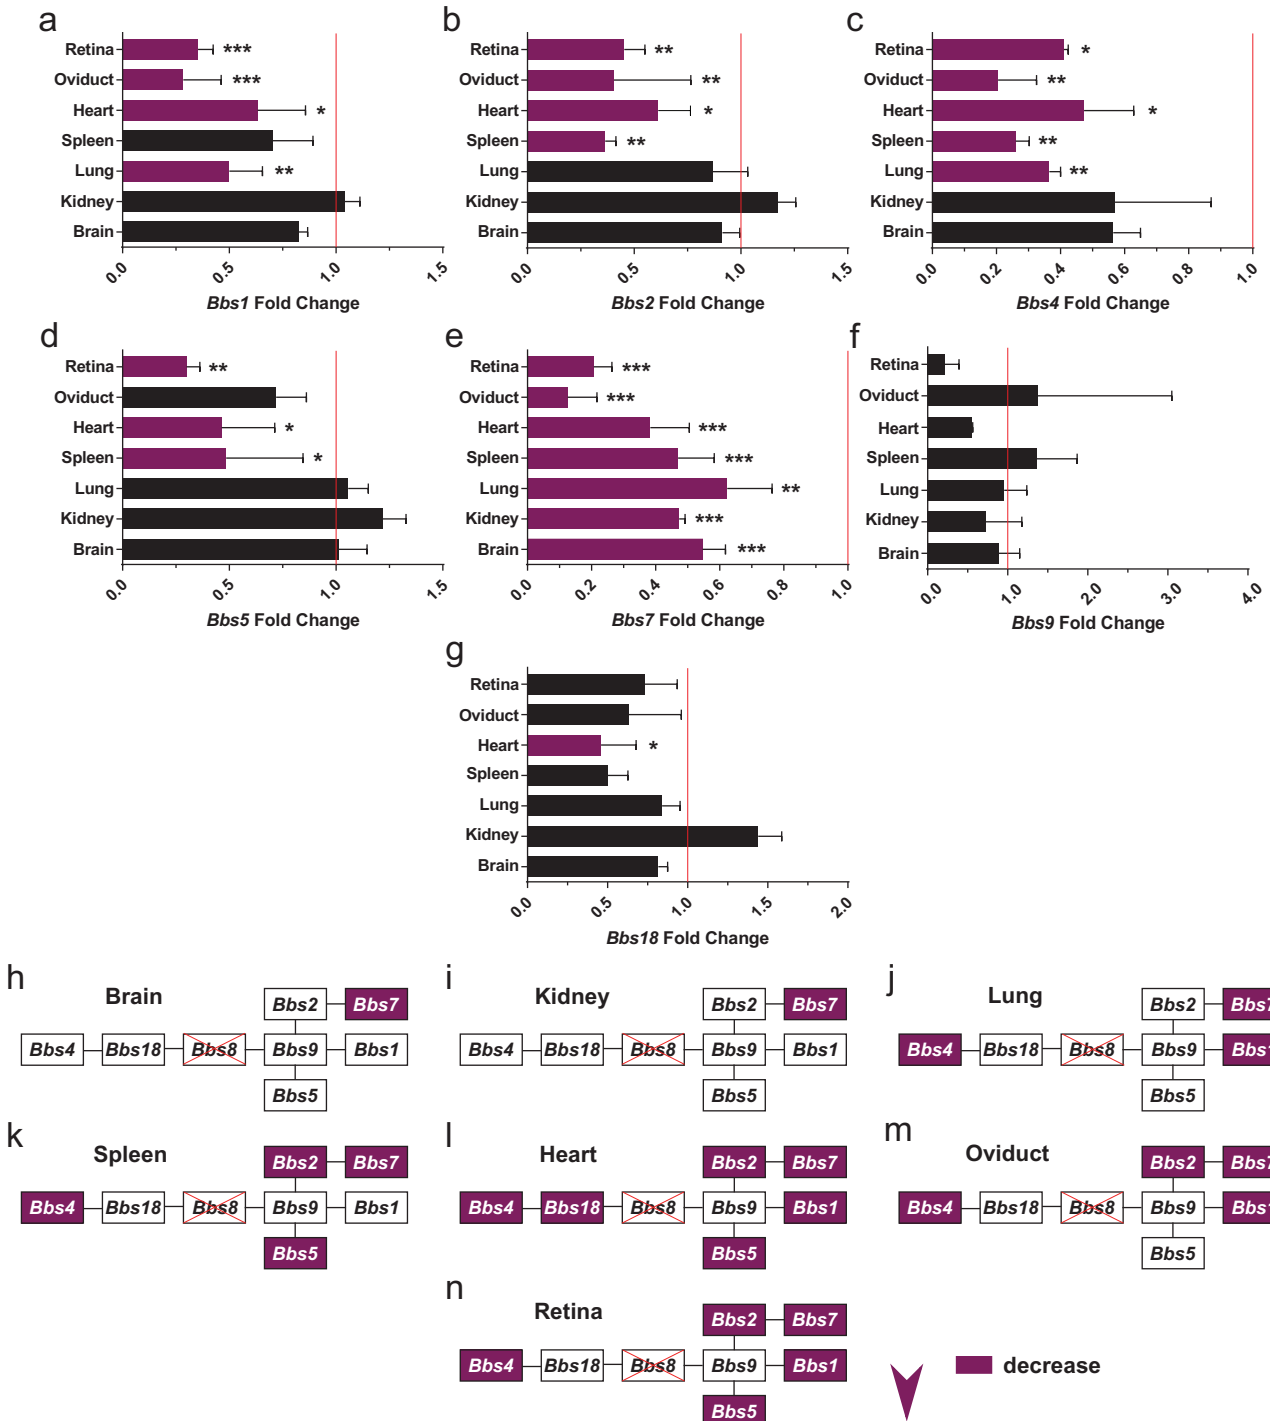 a
Retina
***
Oviduct
***
Heart
*
Spleen
Lung
**
Kidney
Brain
0.0 0.5 1.0 1.5
Bbs1 Fold Change
b
Retina
**
Oviduct
**
Heart
*
Spleen
**
Lung
Kidney
Brain
0.0 0.5 1.0 1.5
Bbs2 Fold Change
c
Retina
*
Oviduct
**
Heart
*
Spleen
**
Lung
**
Kidney
Brain
0.0 0.2 0.4 0.6 0.8 1.0
Bbs4 Fold Change
d
Retina
**
Oviduct
Heart
*
Spleen
*
Lung
Kidney
Brain
0.0 0.5 1.0 1.5
Bbs5 Fold Change
e
Retina
***
Oviduct
***
Heart
***
Spleen
***
Lung
**
Kidney
***
Brain
***
0.0 0.2 0.4 0.6 0.8 1.0
Bbs7 Fold Change
f
Retina
Oviduct
Heart
Spleen
Lung
Kidney
Brain
0.0 1.0 2.0 3.0 4.0
Bbs9 Fold Change
g
Retina
Oviduct
Heart
*
Spleen
Lung
Kidney
Brain
0.0 0.5 1.0 1.5 2.0
Bbs18 Fold Change
h
Brain
Bbs2 Bbs7
Bbs4 Bbs18 Bbs8 Bbs9 Bbs1
Bbs5
i
Kidney
Bbs2 Bbs7
Bbs4 Bbs18 Bbs8 Bbs9 Bbs1
Bbs5
j
Lung
Bbs2 Bbs7
Bbs4 Bbs18 Bbs8 Bbs9 Bbs1
Bbs5
k
Spleen
Bbs2 Bbs7
Bbs4 Bbs18 Bbs8 Bbs9 Bbs1
Bbs5
l
Heart
Bbs2 Bbs7
Bbs4 Bbs18 Bbs8 Bbs9 Bbs1
Bbs5
m
Oviduct
Bbs2 Bbs7
Bbs4 Bbs18 Bbs8 Bbs9 Bbs1
Bbs5
n
Retina
Bbs2 Bbs7
Bbs4 Bbs18 Bbs8 Bbs9 Bbs1
Bbs5
decrease